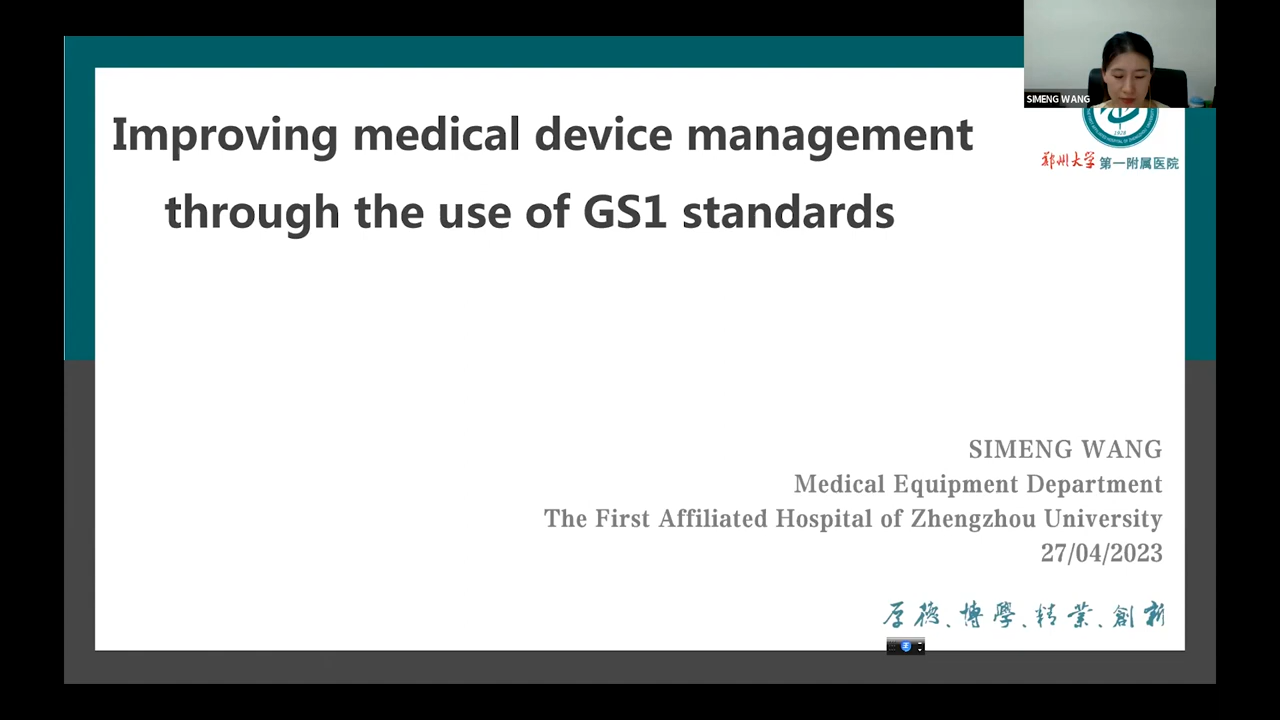 SIMENG WANG
Improving medical device management
through the use of GS1 standards
1928
郑州大学 第一附属医院
SIMENG WANG
Medical Equipment Department
The First Affiliated Hospital of Zhengzhou University
27/04/2023
厚德、博學、精業、創新